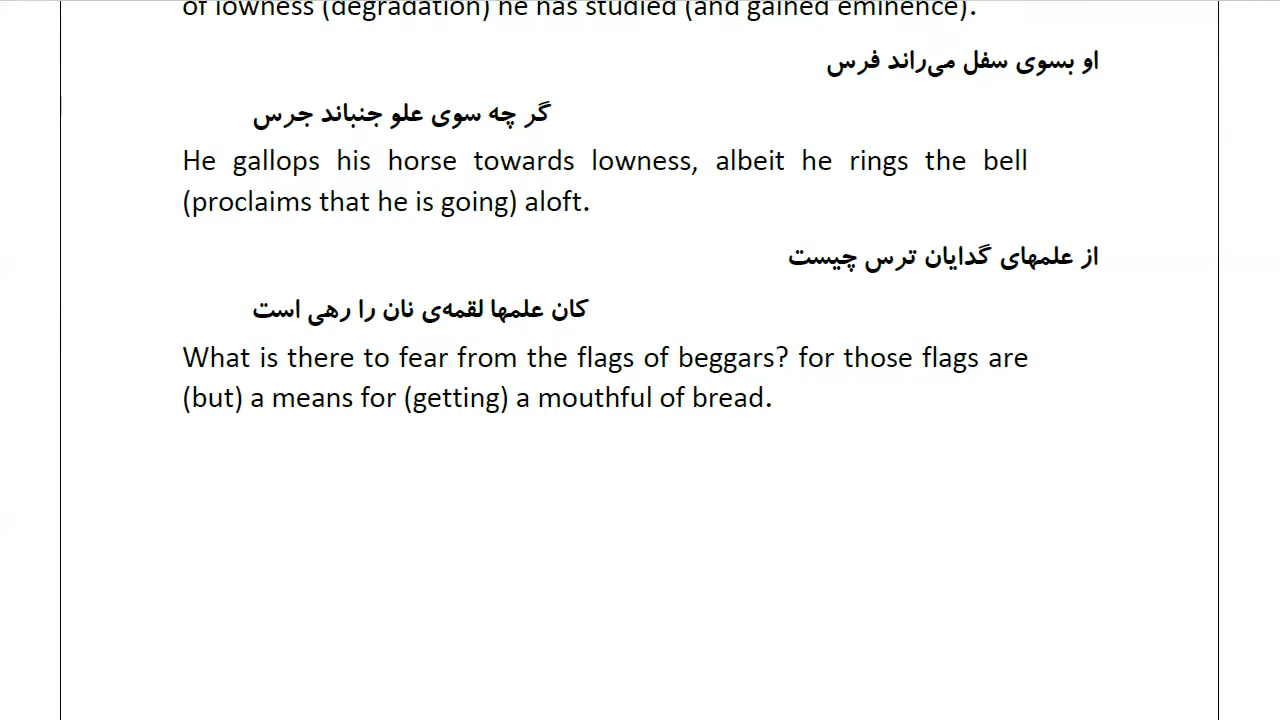 of lowness (degradation) he has studied (and gained eminence).
او بسوی سفل می‌راند فرس
گر چه سوی علو جنباند جرس
He gallops his horse towards lowness, albeit he rings the bell
(proclaims that he is going) aloft.
از علمهای گدایان ترس چیست
کان علمها لقمه‌ی نان را رهی است
What is there to fear from the flags of beggars? for those flags are
(but) a means for (getting) a mouthful of bread.